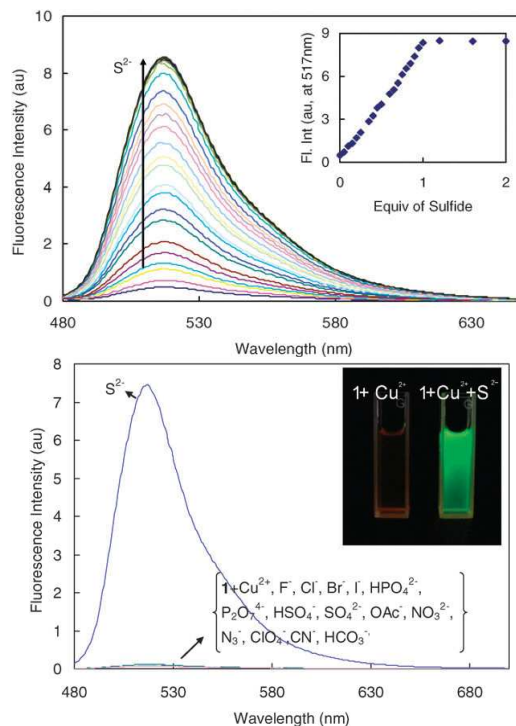 10
8
6
4
2
0
Fluorescence Intensity (au)
S²⁻
480
530
580
630
Wavelength (nm)
9
6
3
0
Fl. Int (au, at 517nm)
0
1
2
Equiv of Sulfide
8
7
6
5
4
3
2
1
0
Fluorescence Intensity (au)
S²⁻
1+ Cu²⁺
1+Cu²⁺+S²⁻
1+Cu²⁺, F⁻, Cl⁻, Br⁻, I⁻, HPO₄²⁻,
P₂O₇⁴⁻, HSO₄⁻, SO₄²⁻, OAc⁻, NO₃²⁻,
N₃⁻, ClO₄⁻ CN⁻, HCO₃⁻
480
530
580
630
680
Wavelength (nm)